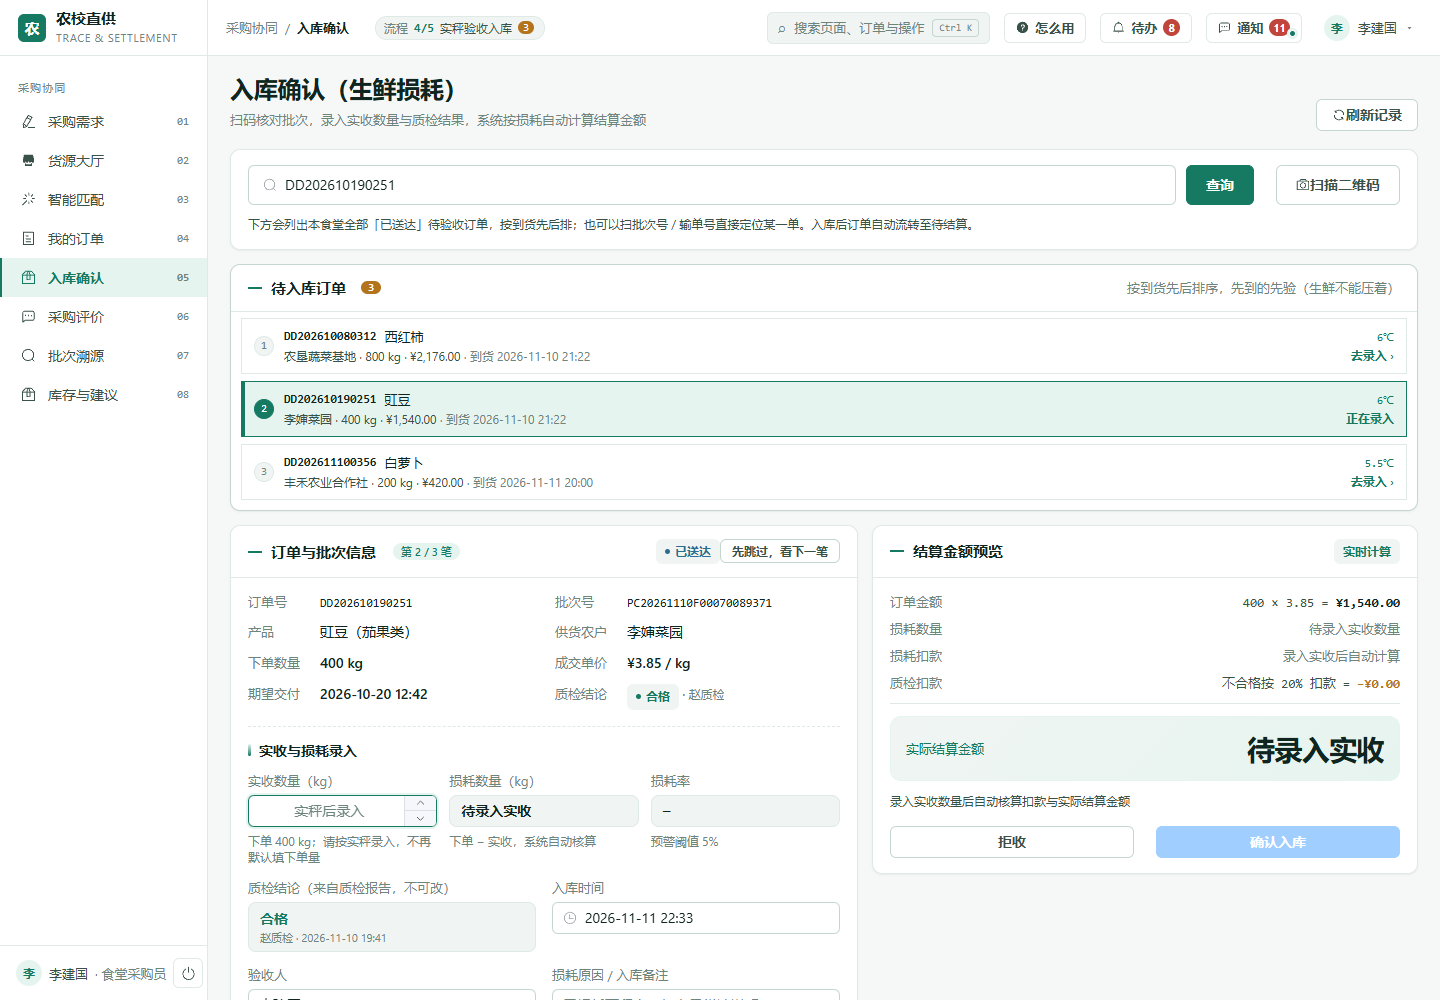 农 农校直供
TRACE & SETTLEMENT
采购协同 / 入库确认 流程 4/5 实秤验收入库 3 搜索页面、订单与操作 Ctrl K 怎么用 待办 8 通知 11 李 李建国
采购协同
采购需求 01
货源大厅 02
智能匹配 03
我的订单 04
入库确认 05
采购评价 06
批次溯源 07
库存与建议 08
李 李建国 · 食堂采购员
入库确认（生鲜损耗）
扫码核对批次，录入实收数量与质检结果，系统按损耗自动计算结算金额
刷新记录
DD202610190251 查询 扫描二维码
下方会列出本食堂全部「已送达」待验收订单，按到货先后排；也可以扫批次号 / 输单号直接定位某一单。入库后订单自动流转至待结算。
待入库订单 3 按到货先后排序，先到的先验（生鲜不能压着）
1 DD202610080312 西红柿 6℃
农垦蔬菜基地 · 800 kg · ¥2,176.00 · 到货 2026-11-10 21:22 去录入 ›
2 DD202610190251 豇豆 6℃
李婶菜园 · 400 kg · ¥1,540.00 · 到货 2026-11-10 21:22 正在录入
3 DD202611100356 白萝卜 5.5℃
丰禾农业合作社 · 200 kg · ¥420.00 · 到货 2026-11-11 20:00 去录入 ›
订单与批次信息 第 2 / 3 笔 已送达 先跳过，看下一笔
订单号 DD202610190251 批次号 PC20261110F00070089371
产品 豇豆（茄果类） 供货农户 李婶菜园
下单数量 400 kg 成交单价 ¥3.85 / kg
期望交付 2026-10-20 12:42 质检结论 合格 · 赵质检
实收与损耗录入
实收数量（kg） 损耗数量（kg） 损耗率
实秤后录入 待录入实收 –
下单 400 kg；请按实秤录入，不再 下单 − 实收，系统自动核算 预警阈值 5%
默认填下单量
质检结论（来自质检报告，不可改） 入库时间
合格 2026-11-11 22:33
赵质检 · 2026-11-10 19:41
验收人 损耗原因 / 入库备注
结算金额预览 实时计算
订单金额 400 × 3.85 = ¥1,540.00
损耗数量 待录入实收数量
损耗扣款 录入实收后自动计算
质检扣款 不合格按 20% 扣款 = −¥0.00
实际结算金额 待录入实收
录入实收数量后自动核算扣款与实际结算金额
拒收 确认入库